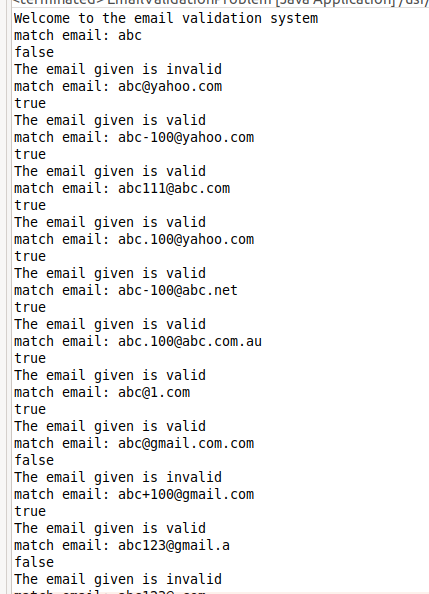 <terminated> EmailValidationProblem [Java Application] /usr/
Welcome to the email validation system
match email: abc
false
The email given is invalid
match email: abc@yahoo.com
true
The email given is valid
match email: abc-100@yahoo.com
true
The email given is valid
match email: abc111@abc.com
true
The email given is valid
match email: abc.100@yahoo.com
true
The email given is valid
match email: abc-100@abc.net
true
The email given is valid
match email: abc.100@abc.com.au
true
The email given is valid
match email: abc@1.com
true
The email given is valid
match email: abc@gmail.com.com
false
The email given is invalid
match email: abc+100@gmail.com
true
The email given is valid
match email: abc123@gmail.a
false
The email given is invalid